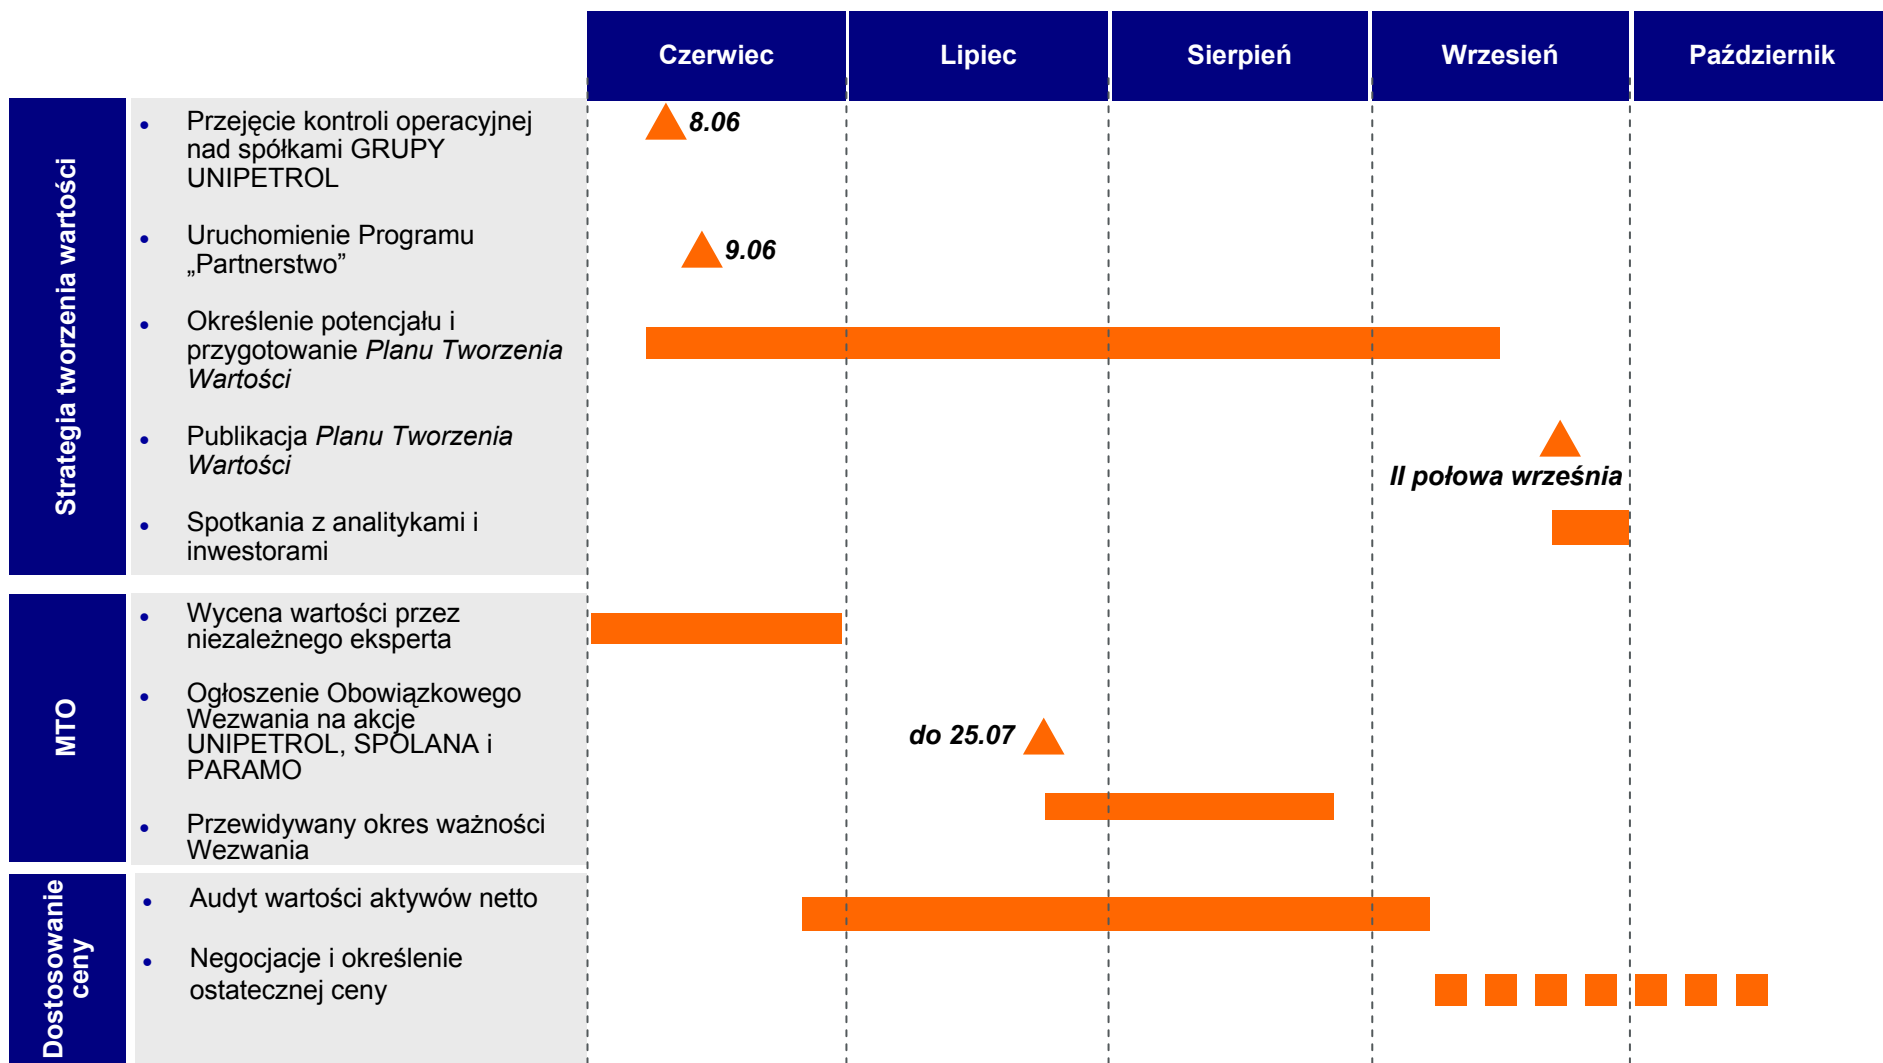 Czerwiec
Lipiec
Sierpień
Wrzesień
Październik
Strategia tworzenia wartości
• Przejęcie kontroli operacyjnej
nad spółkami GRUPY
UNIPETROL
8.06
• Uruchomienie Programu
„Partnerstwo”
9.06
• Określenie potencjału i
przygotowanie Planu Tworzenia
Wartości
• Publikacja Planu Tworzenia
Wartości
II połowa września
• Spotkania z analitykami i
inwestorami
MTO
• Wycena wartości przez
niezależnego eksperta
• Ogłoszenie Obowiązkowego
Wezwania na akcje
UNIPETROL, SPOLANA i
PARAMO
do 25.07
• Przewidywany okres ważności
Wezwania
Dostosowanie
ceny
• Audyt wartości aktywów netto
• Negocjacje i określenie
ostatecznej ceny